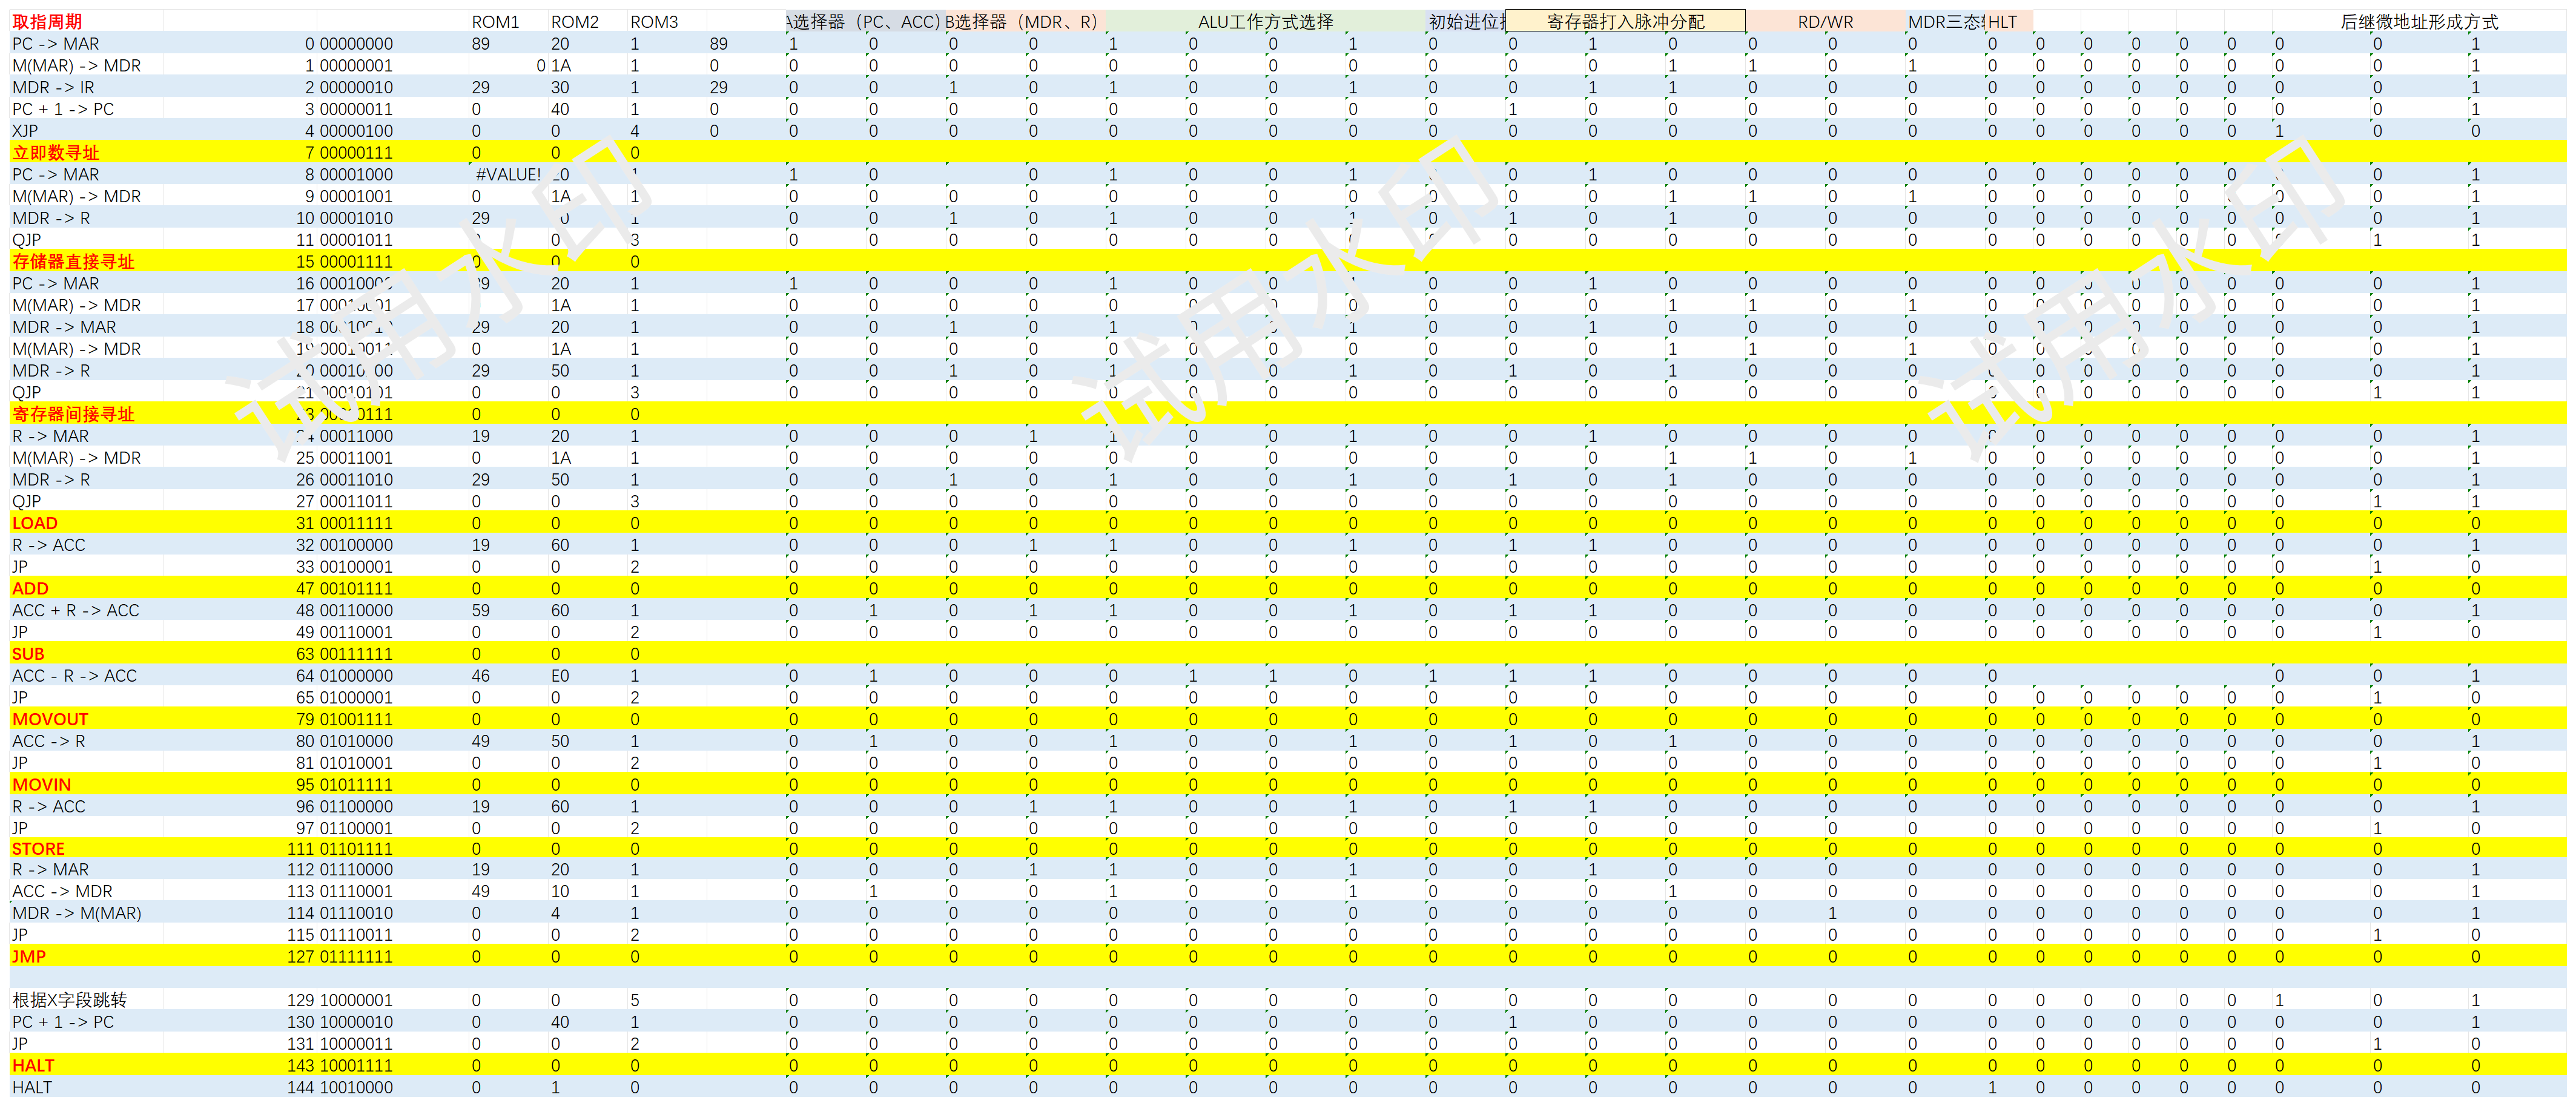 取指周期 ROM1 ROM2 ROM3 A选择器（PC、ACC） B选择器（MDR、R） ALU工作方式选择 初始进位 寄存器打入脉冲分配 RD/WR MDR三态 HLT 后继微地址形成方式
PC -> MAR 0 00000000 89 20 1 89 1 0 0 0 1 0 0 1 0 0 1 0 0 0 0 0 0 0 0 0 0 0 0 1
M(MAR) -> MDR 1 00000001 0 1A 1 0 0 0 0 0 0 0 0 0 0 0 0 1 1 0 1 0 0 0 0 0 0 0 0 1
MDR -> IR 2 00000010 29 30 1 29 0 0 1 0 1 0 0 1 0 0 1 1 0 0 0 0 0 0 0 0 0 0 0 1
PC + 1 -> PC 3 00000011 0 40 1 0 0 0 0 0 0 0 0 0 0 1 0 0 0 0 0 0 0 0 0 0 0 0 0 1
XJP 4 00000100 0 0 4 0 0 0 0 0 0 0 0 0 0 0 0 0 0 0 0 0 0 0 0 0 0 1 0 0
立即数寻址 7 00000111 0 0 0
PC -> MAR 8 00001000 #VALUE! 20 1 1 0 1 0 0 1 0 0 1 0 0 0 0 0 0 0 0 0 0 0 0 1
M(MAR) -> MDR 9 00001001 0 1A 1 0 0 0 0 0 0 0 0 0 0 0 1 1 0 1 0 0 0 0 0 0 0 0 1
MDR -> R 10 00001010 29 50 1 0 0 1 0 1 0 0 1 0 1 0 1 0 0 0 0 0 0 0 0 0 0 0 1
QJP 11 00001011 0 0 3 0 0 0 0 0 0 0 0 0 0 0 0 0 0 0 0 0 0 0 0 0 0 1 1
存储器直接寻址 15 00001111 0 0 0
PC -> MAR 16 00010000 89 20 1 1 0 0 0 1 0 0 1 0 0 1 0 0 0 0 0 0 0 0 0 0 0 0 1
M(MAR) -> MDR 17 00010001 1A 1 0 0 0 0 0 0 0 0 0 0 0 1 1 0 1 0 0 0 0 0 0 0 0 1
MDR -> MAR 18 00010010 29 20 1 0 0 1 0 1 0 0 1 0 0 1 0 0 0 0 0 0 0 0 0 0 0 0 1
M(MAR) -> MDR 19 00010011 0 1A 1 0 0 0 0 0 0 0 0 0 0 0 1 1 0 1 0 0 0 0 0 0 0 0 1
MDR -> R 20 00010100 29 50 1 0 0 1 0 1 0 0 1 0 1 0 1 0 0 0 0 0 0 0 0 0 0 0 1
QJP 21 00010101 0 0 3 0 0 0 0 0 0 0 0 0 0 0 0 0 0 0 0 0 0 0 0 0 0 1 1
寄存器间接寻址 23 00010111 0 0 0
R -> MAR 24 00011000 19 20 1 0 0 0 1 1 0 0 1 0 0 1 0 0 0 0 0 0 0 0 0 0 0 0 1
M(MAR) -> MDR 25 00011001 0 1A 1 0 0 0 0 0 0 0 0 0 0 0 1 1 0 1 0 0 0 0 0 0 0 0 1
MDR -> R 26 00011010 29 50 1 0 0 1 0 1 0 0 1 0 1 0 1 0 0 0 0 0 0 0 0 0 0 0 1
QJP 27 00011011 0 0 3 0 0 0 0 0 0 0 0 0 0 0 0 0 0 0 0 0 0 0 0 0 0 1 1
LOAD 31 00011111 0 0 0 0 0 0 0 0 0 0 0 0 0 0 0 0 0 0 0 0 0 0 0 0 0 0 0
R -> ACC 32 00100000 19 60 1 0 0 0 1 1 0 0 1 0 1 1 0 0 0 0 0 0 0 0 0 0 0 0 1
JP 33 00100001 0 0 2 0 0 0 0 0 0 0 0 0 0 0 0 0 0 0 0 0 0 0 0 0 0 1 0
ADD 47 00101111 0 0 0 0 0 0 0 0 0 0 0 0 0 0 0 0 0 0 0 0 0 0 0 0 0 0 0
ACC + R -> ACC 48 00110000 59 60 1 0 1 0 1 1 0 0 1 0 1 1 0 0 0 0 0 0 0 0 0 0 0 0 1
JP 49 00110001 0 0 2 0 0 0 0 0 0 0 0 0 0 0 0 0 0 0 0 0 0 0 0 0 0 1 0
SUB 63 00111111 0 0 0
ACC - R -> ACC 64 01000000 46 E0 1 0 1 0 0 0 1 1 0 1 1 1 0 0 0 0 0 0 0 1
JP 65 01000001 0 0 2 0 0 0 0 0 0 0 0 0 0 0 0 0 0 0 0 0 0 0 0 0 0 1 0
MOVOUT 79 01001111 0 0 0 0 0 0 0 0 0 0 0 0 0 0 0 0 0 0 0 0 0 0 0 0 0 0 0
ACC -> R 80 01010000 49 50 1 0 1 0 0 1 0 0 1 0 1 0 1 0 0 0 0 0 0 0 0 0 0 0 1
JP 81 01010001 0 0 2 0 0 0 0 0 0 0 0 0 0 0 0 0 0 0 0 0 0 0 0 0 0 1 0
MOVIN 95 01011111 0 0 0 0 0 0 0 0 0 0 0 0 0 0 0 0 0 0 0 0 0 0 0 0 0 0 0
R -> ACC 96 01100000 19 60 1 0 0 0 1 1 0 0 1 0 1 1 0 0 0 0 0 0 0 0 0 0 0 0 1
JP 97 01100001 0 0 2 0 0 0 0 0 0 0 0 0 0 0 0 0 0 0 0 0 0 0 0 0 0 1 0
STORE 111 01101111 0 0 0 0 0 0 0 0 0 0 0 0 0 0 0 0 0 0 0 0 0 0 0 0 0 0 0
R -> MAR 112 01110000 19 20 1 0 0 0 1 1 0 0 1 0 0 1 0 0 0 0 0 0 0 0 0 0 0 0 1
ACC -> MDR 113 01110001 49 10 1 0 1 0 0 1 0 0 1 0 0 0 1 0 0 0 0 0 0 0 0 0 0 0 1
MDR -> M(MAR) 114 01110010 0 4 1 0 0 0 0 0 0 0 0 0 0 0 0 0 1 0 0 0 0 0 0 0 0 0 1
JP 115 01110011 0 0 2 0 0 0 0 0 0 0 0 0 0 0 0 0 0 0 0 0 0 0 0 0 0 1 0
JMP 127 01111111 0 0 0 0 0 0 0 0 0 0 0 0 0 0 0 0 0 0 0 0 0 0 0 0 0 0 0
根据X字段跳转 129 10000001 0 0 5 0 0 0 0 0 0 0 0 0 0 0 0 0 0 0 0 0 0 0 0 0 1 0 1
PC + 1 -> PC 130 10000010 0 40 1 0 0 0 0 0 0 0 0 0 1 0 0 0 0 0 0 0 0 0 0 0 0 0 1
JP 131 10000011 0 0 2 0 0 0 0 0 0 0 0 0 0 0 0 0 0 0 0 0 0 0 0 0 0 1 0
HALT 143 10001111 0 0 0 0 0 0 0 0 0 0 0 0 0 0 0 0 0 0 0 0 0 0 0 0 0 0 0
HALT 144 10010000 0 1 0 0 0 0 0 0 0 0 0 0 0 0 0 0 0 0 1 0 0 0 0 0 0 0 0
试用水印
试用水印
试用水印